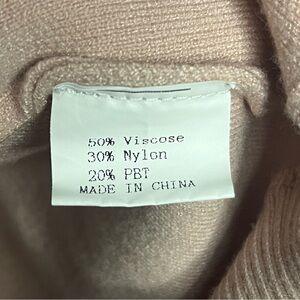 50% Viscose
30% Nylon
20% PBT
MADE IN CHINA